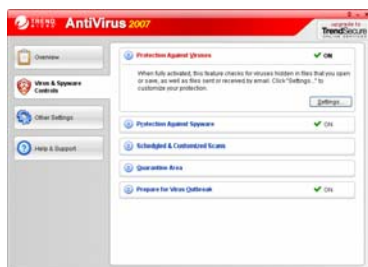 TREND MICRO AntiVirus 2007
upgrade to
TrendSecure
Overview
Virus & Spyware Controls
Other Settings
Help & Support
Protection Against Viruses
ON
When fully activated, this feature checks for viruses hidden in files that you open
or save, as well as files sent or received by email. Click "Settings..." to
customize your protection.
Settings...
Protection Against Spyware
ON
Scheduled & Customized Scans
Quarantine Area
Prepare for Virus Outbreak
ON